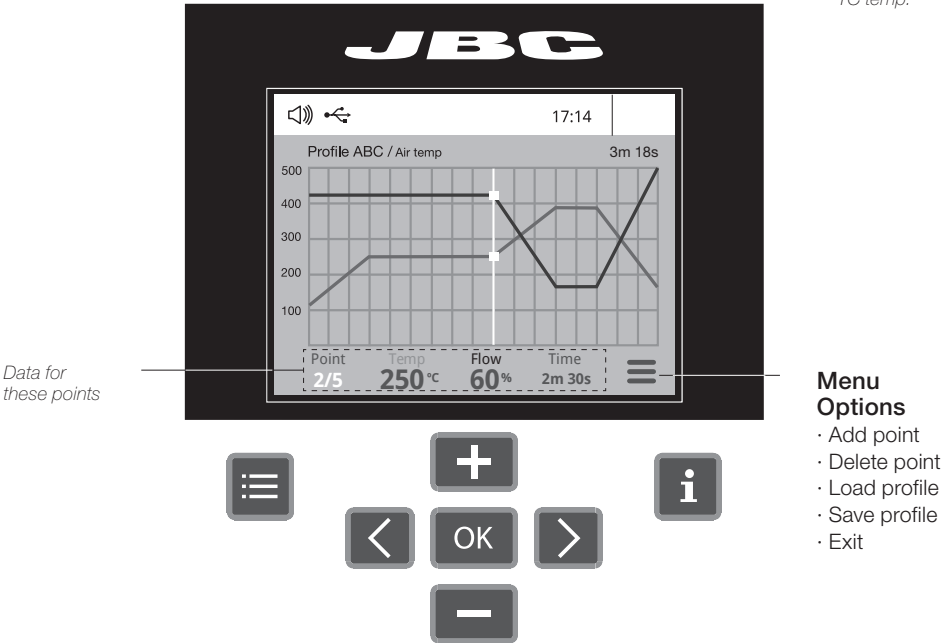 TC temp.
JBC
17:14
Profile ABC / Air temp 3m 18s
500
400
300
200
100
Point Temp Flow Time
2/5 250 °C 60 % 2m 30s
Data for
these points
Menu
Options
· Add point
· Delete point
· Load profile
· Save profile
· Exit
i
OK